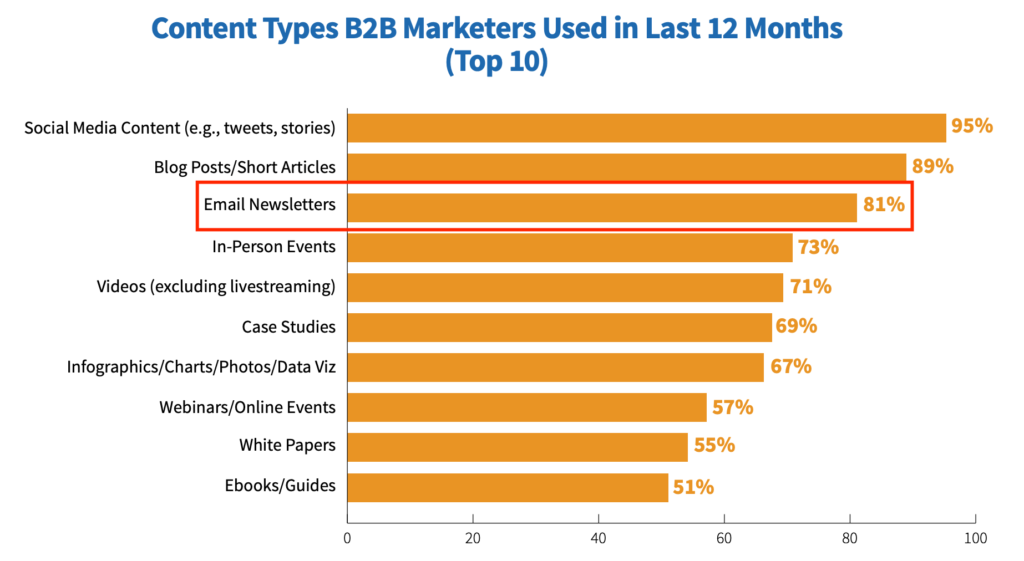 Content Types B2B Marketers Used in Last 12 Months
(Top 10)
Social Media Content (e.g., tweets, stories) 95%
Blog Posts/Short Articles 89%
Email Newsletters 81%
In-Person Events 73%
Videos (excluding livestreaming) 71%
Case Studies 69%
Infographics/Charts/Photos/Data Viz 67%
Webinars/Online Events 57%
White Papers 55%
Ebooks/Guides 51%
0 20 40 60 80 100